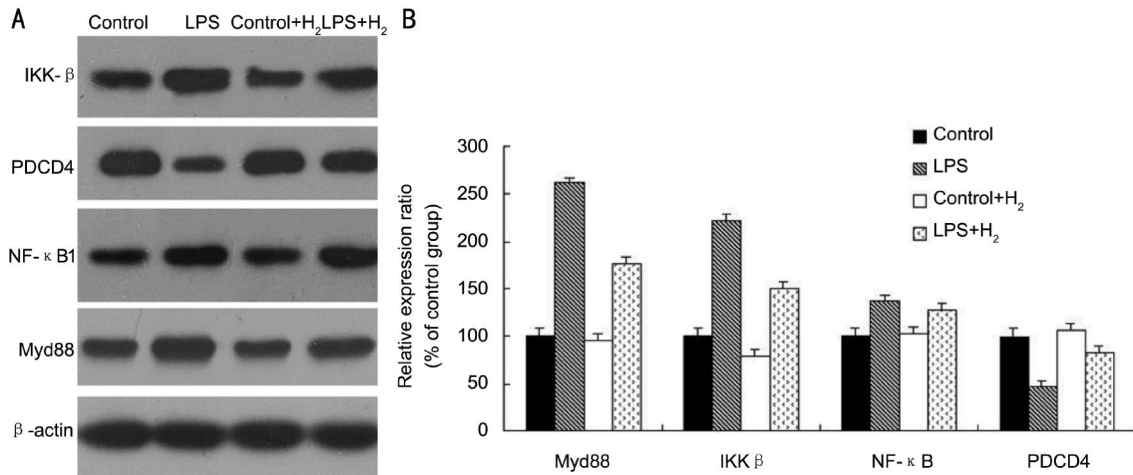 A
Control LPS Control+H₂ LPS+H₂
IKK-β
PDCD4
NF-κB1
Myd88
β-actin
B
Relative expression ratio
(% of control group)
300
250
200
150
100
50
0
Control
LPS
Control+H₂
LPS+H₂
Myd88 IKKβ NF-κB PDCD4